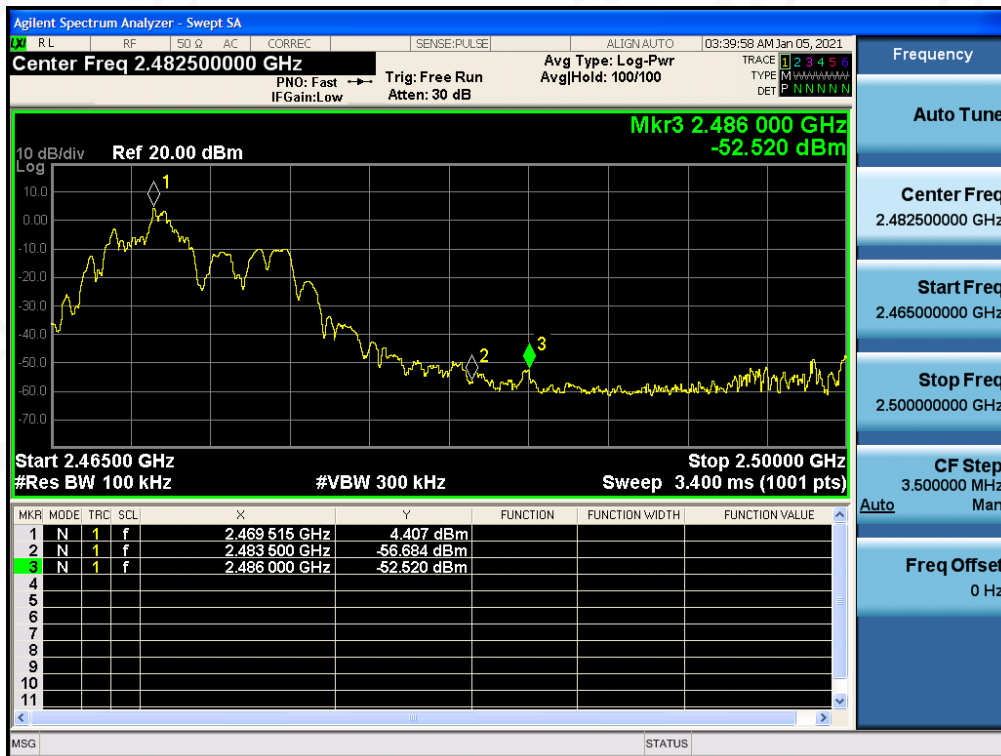 Agilent Spectrum Analyzer - Swept SA
LXI RL RF 50 Ω AC CORREC SENSE:PULSE ALIGN AUTO 03:39:58 AM Jan 05, 2021
Center Freq 2.482500000 GHz
PNO: Fast
IFGain:Low
Trig: Free Run
Atten: 30 dB
Avg Type: Log-Pwr
Avg|Hold: 100/100
TRACE 1 2 3 4 5 6
TYPE M
DET P N N N N N
Mkr3 2.486 000 GHz
-52.520 dBm
10 dB/div Ref 20.00 dBm
Log
10.0
0.00
-10.0
-20.0
-30.0
-40.0
-50.0
-60.0
-70.0
1
2
3
Start 2.46500 GHz Stop 2.50000 GHz
#Res BW 100 kHz #VBW 300 kHz Sweep 3.400 ms (1001 pts)
MKR MODE TRC SCL X Y FUNCTION FUNCTION WIDTH FUNCTION VALUE
1 N 1 f 2.469 515 GHz 4.407 dBm
2 N 1 f 2.483 500 GHz -56.684 dBm
3 N 1 f 2.486 000 GHz -52.520 dBm
4
5
6
7
8
9
10
11
MSG STATUS
Frequency
Auto Tune
Center Freq
2.482500000 GHz
Start Freq
2.465000000 GHz
Stop Freq
2.500000000 GHz
CF Step
3.500000 MHz
Auto Man
Freq Offset
0 Hz